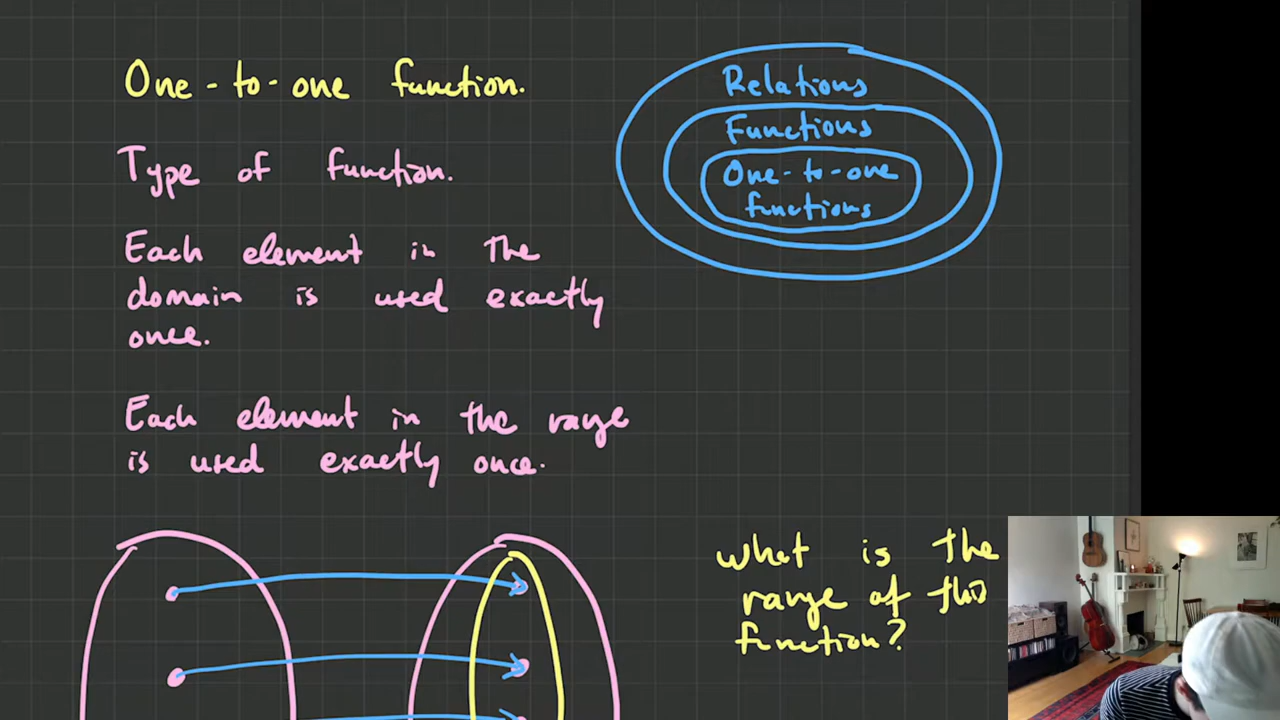 One-to-one function.
Type of function.
Each element in the
domain is used exactly
once.
Each element in the range
is used exactly once.
Relations
Functions
One-to-one
functions
What is the
range of this
function?